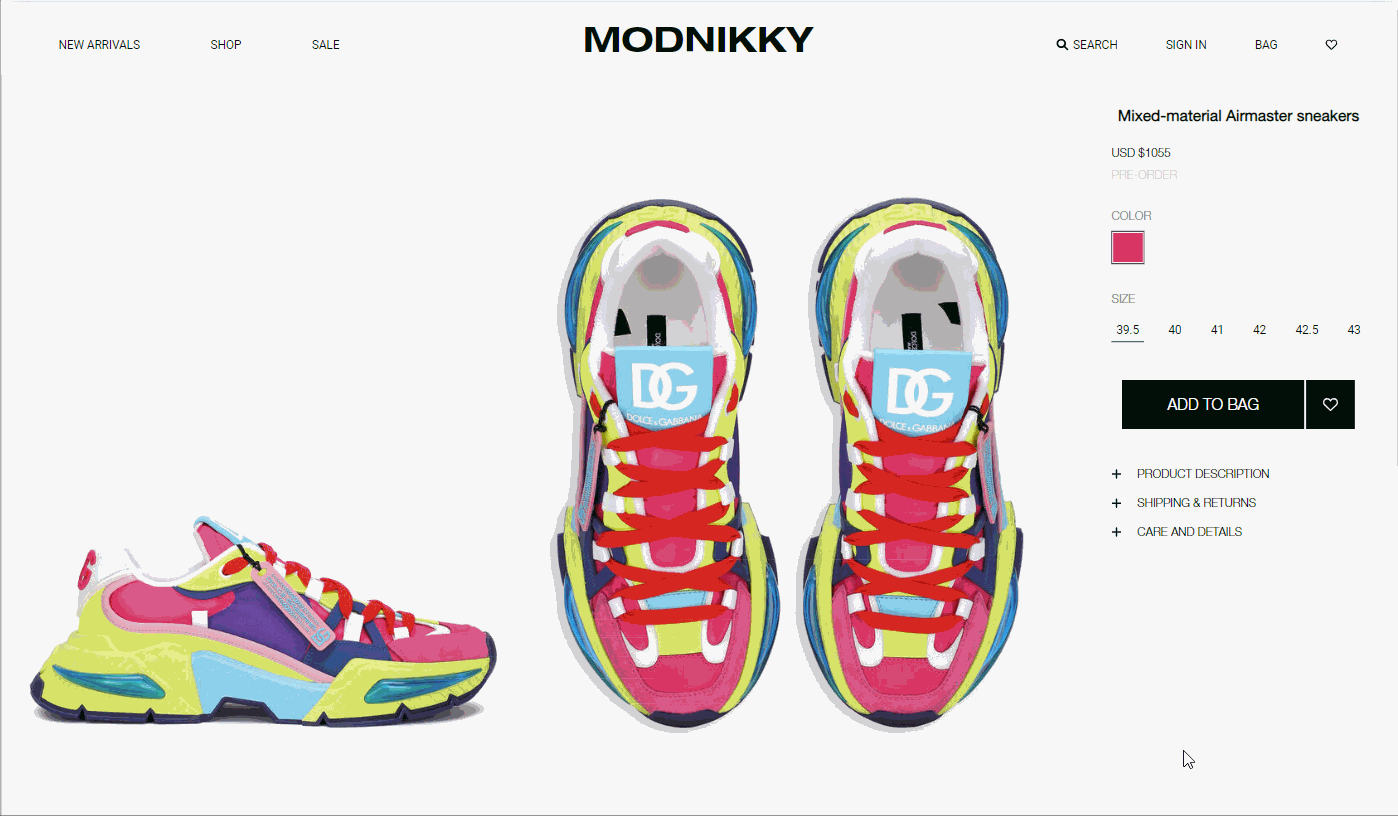 NEW ARRIVALS
SHOP
SALE
MODNIKKY
SEARCH
SIGN IN
BAG
Mixed-material Airmaster sneakers
USD $1055
PRE-ORDER
COLOR
SIZE
39.5 40 41 42 42.5 43
ADD TO BAG
+ PRODUCT DESCRIPTION
+ SHIPPING & RETURNS
+ CARE AND DETAILS
DG
DOLCE & GABBANA
DG
DOLCE & GABBANA